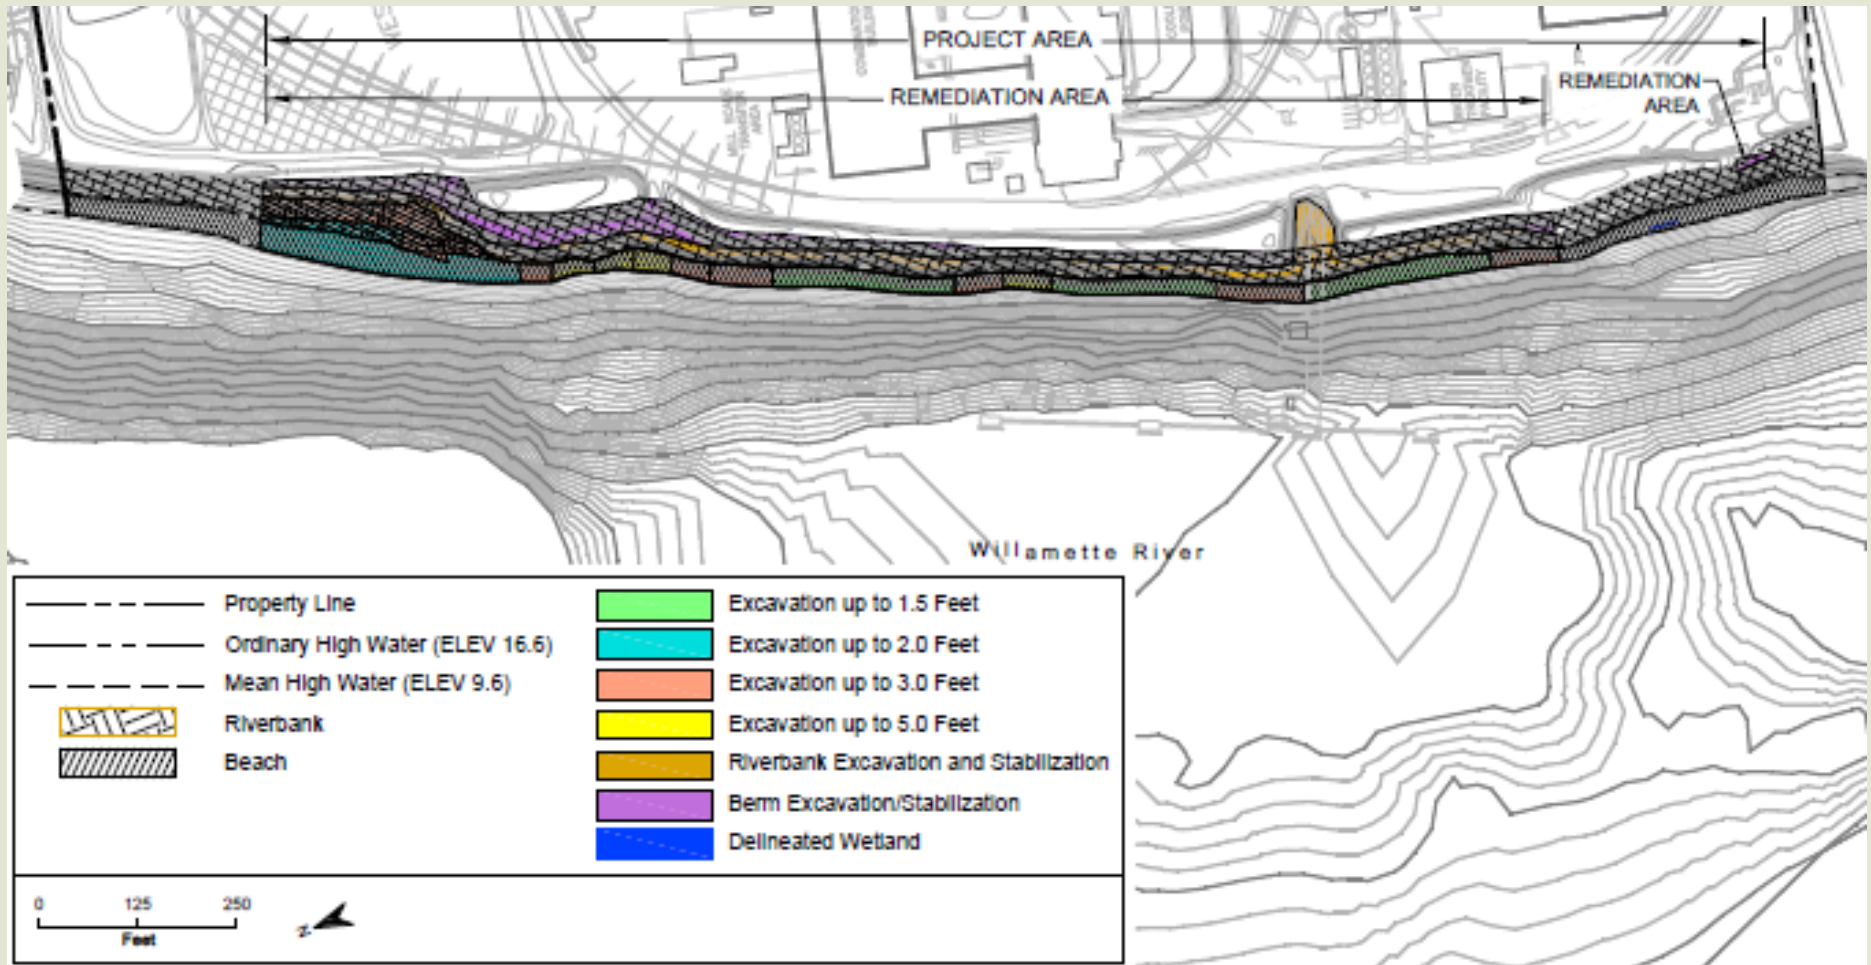 PROJECT AREA
REMEDIATION AREA
REMEDIATION
AREA
Willamette River
Property Line
Ordinary High Water (ELEV 16.6)
Mean High Water (ELEV 9.6)
Riverbank
Beach
Excavation up to 1.5 Feet
Excavation up to 2.0 Feet
Excavation up to 3.0 Feet
Excavation up to 5.0 Feet
Riverbank Excavation and Stabilization
Berm Excavation/Stabilization
Delineated Wetland
0 125 250
Feet
N